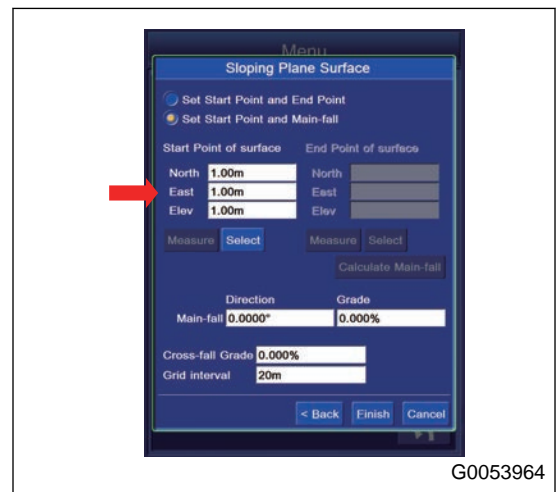 Menu
Sloping Plane Surface
Set Start Point and End Point
Set Start Point and Main-fall
Start Point of surface End Point of surface
North 1.00m North
East 1.00m East
Elev 1.00m Elev
Measure Select Measure Select
Calculate Main-fall
Direction Grade
Main-fall 0.0000° 0.000%
Cross-fall Grade 0.000%
Grid interval 20m
< Back Finish Cancel
G0053964